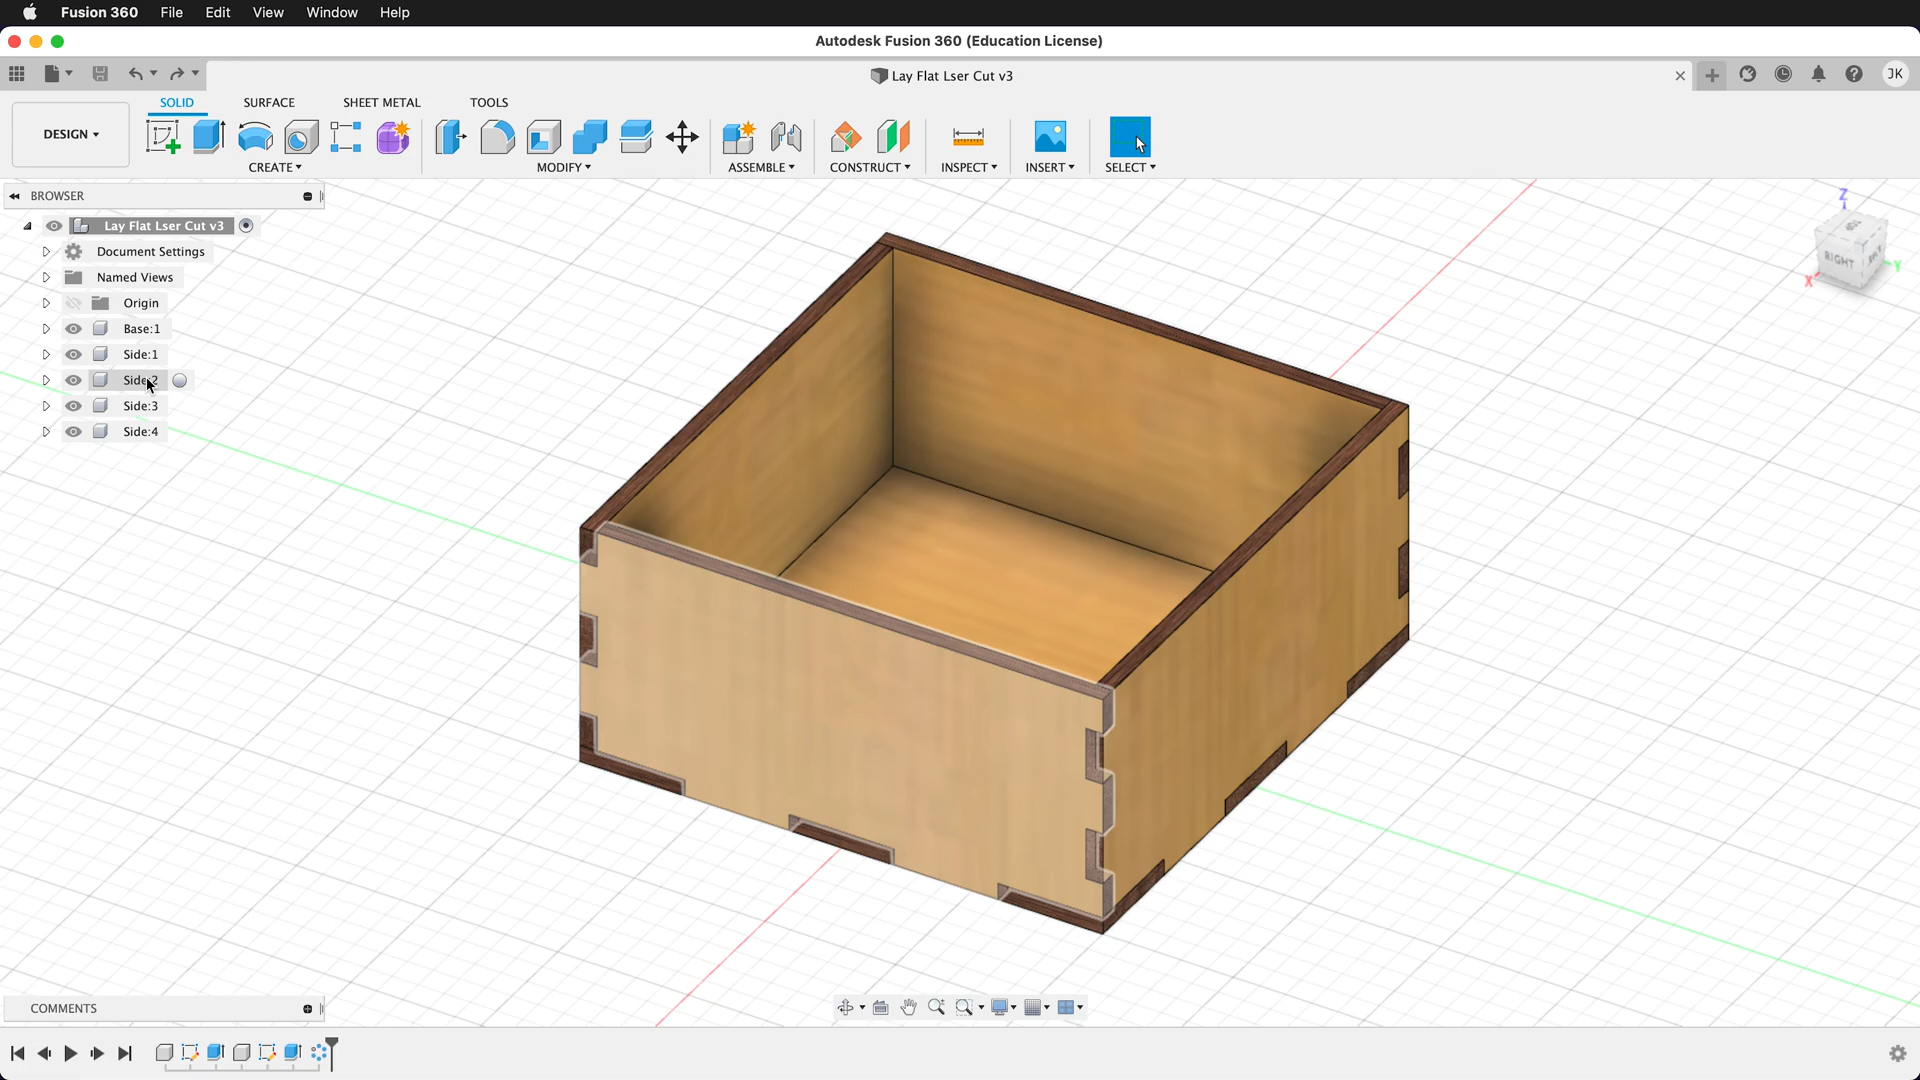 Fusion 360 File Edit View Window Help
Autodesk Fusion 360 (Education License)
Lay Flat Lser Cut v3
JK
SOLID SURFACE SHEET METAL TOOLS
DESIGN
CREATE MODIFY ASSEMBLE CONSTRUCT INSPECT INSERT SELECT
BROWSER
Lay Flat Lser Cut v3
Document Settings
Named Views
Origin
Base:1
Side:1
Side:2
Side:3
Side:4
Z
RIGHT
X
Y
COMMENTS